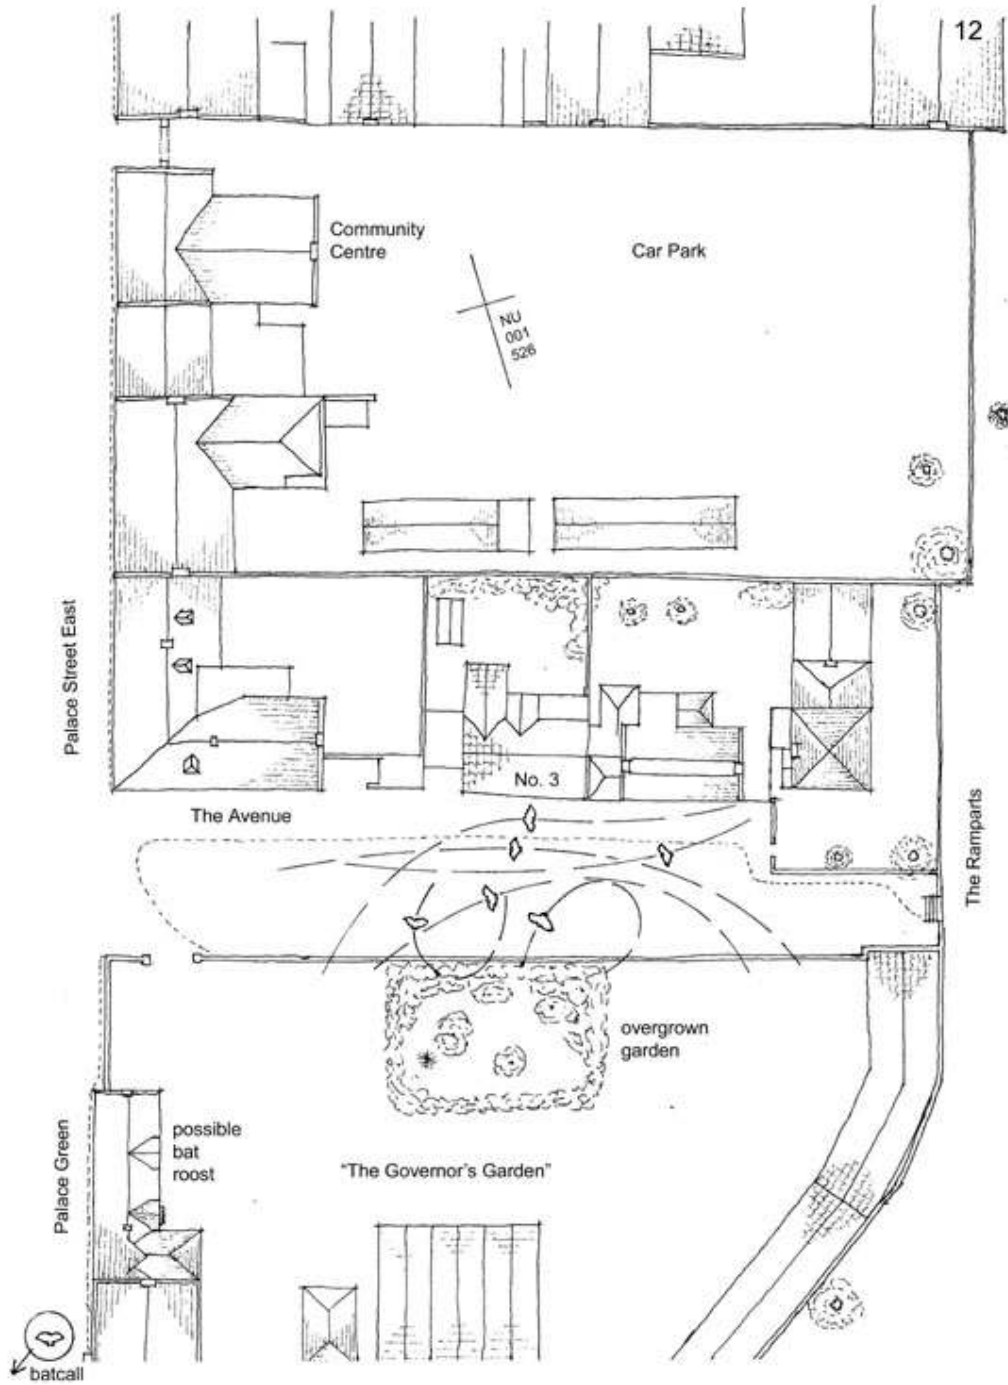 12
Community
Centre
Car Park
NU
001
526
Palace Street East
No. 3
The Avenue
The Ramparts
overgrown
garden
Palace Green
possible
bat
roost
“The Governor’s Garden”
batcall